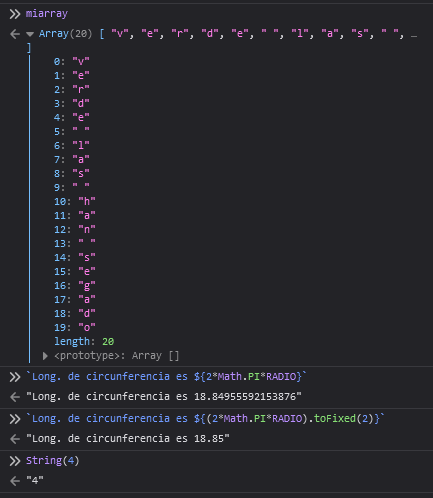 miarray
Array(20) [ "v", "e", "r", "d", "e", " ", "l", "a", "s", " ", …
]
0: "v"
1: "e"
2: "r"
3: "d"
4: "e"
5: " "
6: "l"
7: "a"
8: "s"
9: " "
10: "h"
11: "a"
12: "n"
13: " "
14: "s"
15: "e"
16: "g"
17: "a"
18: "d"
19: "o"
length: 20
<prototype>: Array []
`Long. de circunferencia es ${2*Math.PI*RADIO}`
"Long. de circunferencia es 18.84955592153876"
`Long. de circunferencia es ${(2*Math.PI*RADIO).toFixed(2)}`
"Long. de circunferencia es 18.85"
String(4)
"4"